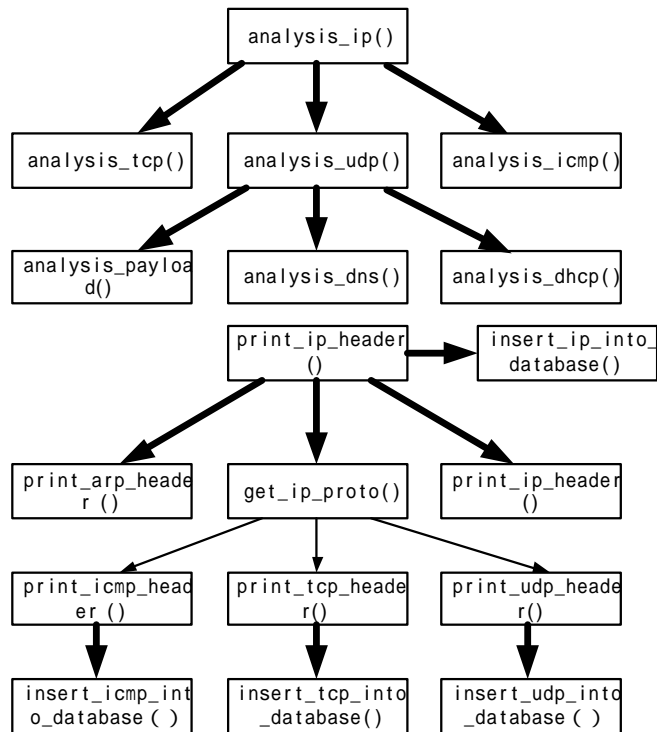 analysis_ip()
analysis_tcp()
analysis_udp()
analysis_icmp()
analysis_payloa
d()
analysis_dns()
analysis_dhcp()
print_ip_header
()
insert_ip_into_
database()
print_arp_heade
r()
get_ip_proto()
print_ip_header
()
print_icmp_head
er()
print_tcp_heade
r()
print_udp_heade
r()
insert_icmp_int
o_database()
insert_tcp_into
_database()
insert_udp_into
_database()